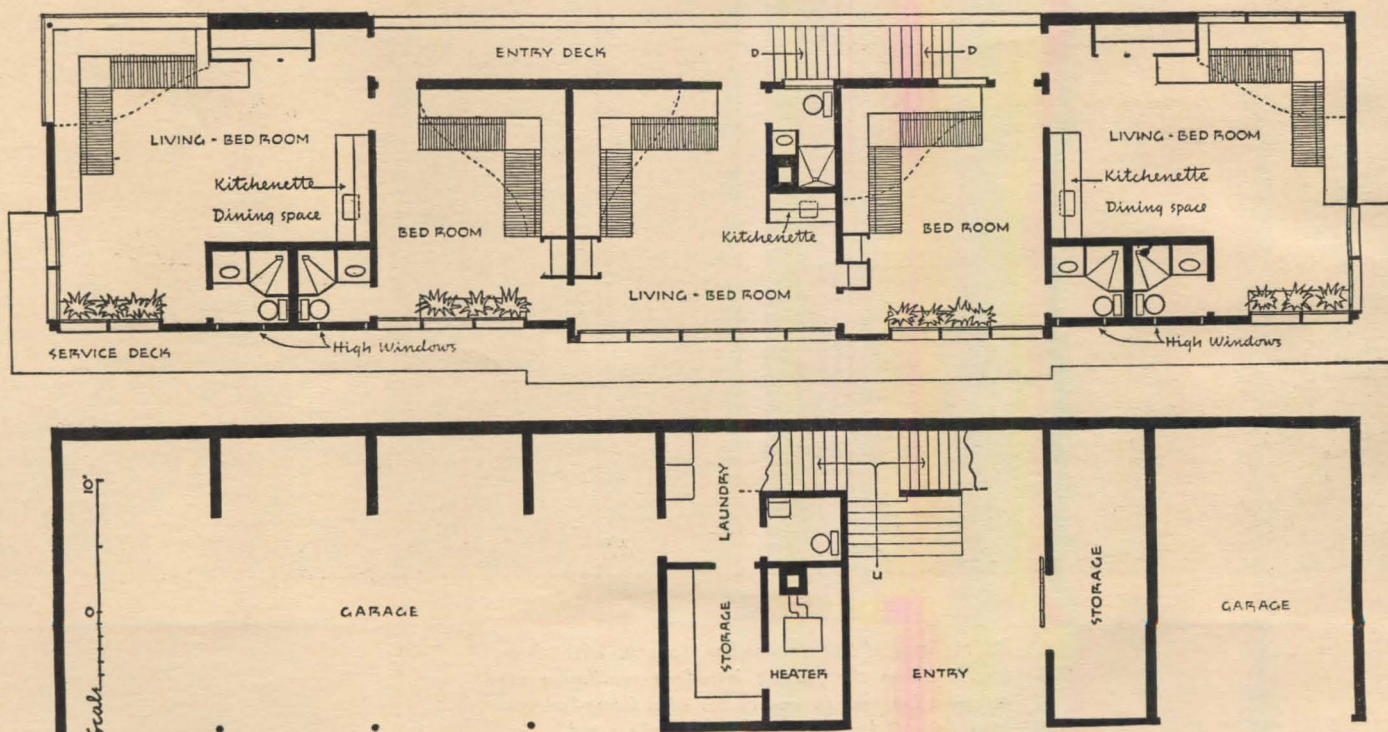 ENTRY DECK
D
D
LIVING - BED ROOM
LIVING - BED ROOM
Kitchenette
Kitchenette
Dining space
Dining space
BED ROOM
Kitchenette
BED ROOM
LIVING - BED ROOM
SERVICE DECK
High Windows
High Windows
10'
0
Scale
GARAGE
LAUNDRY
STORAGE
HEATER
U
ENTRY
STORAGE
GARAGE